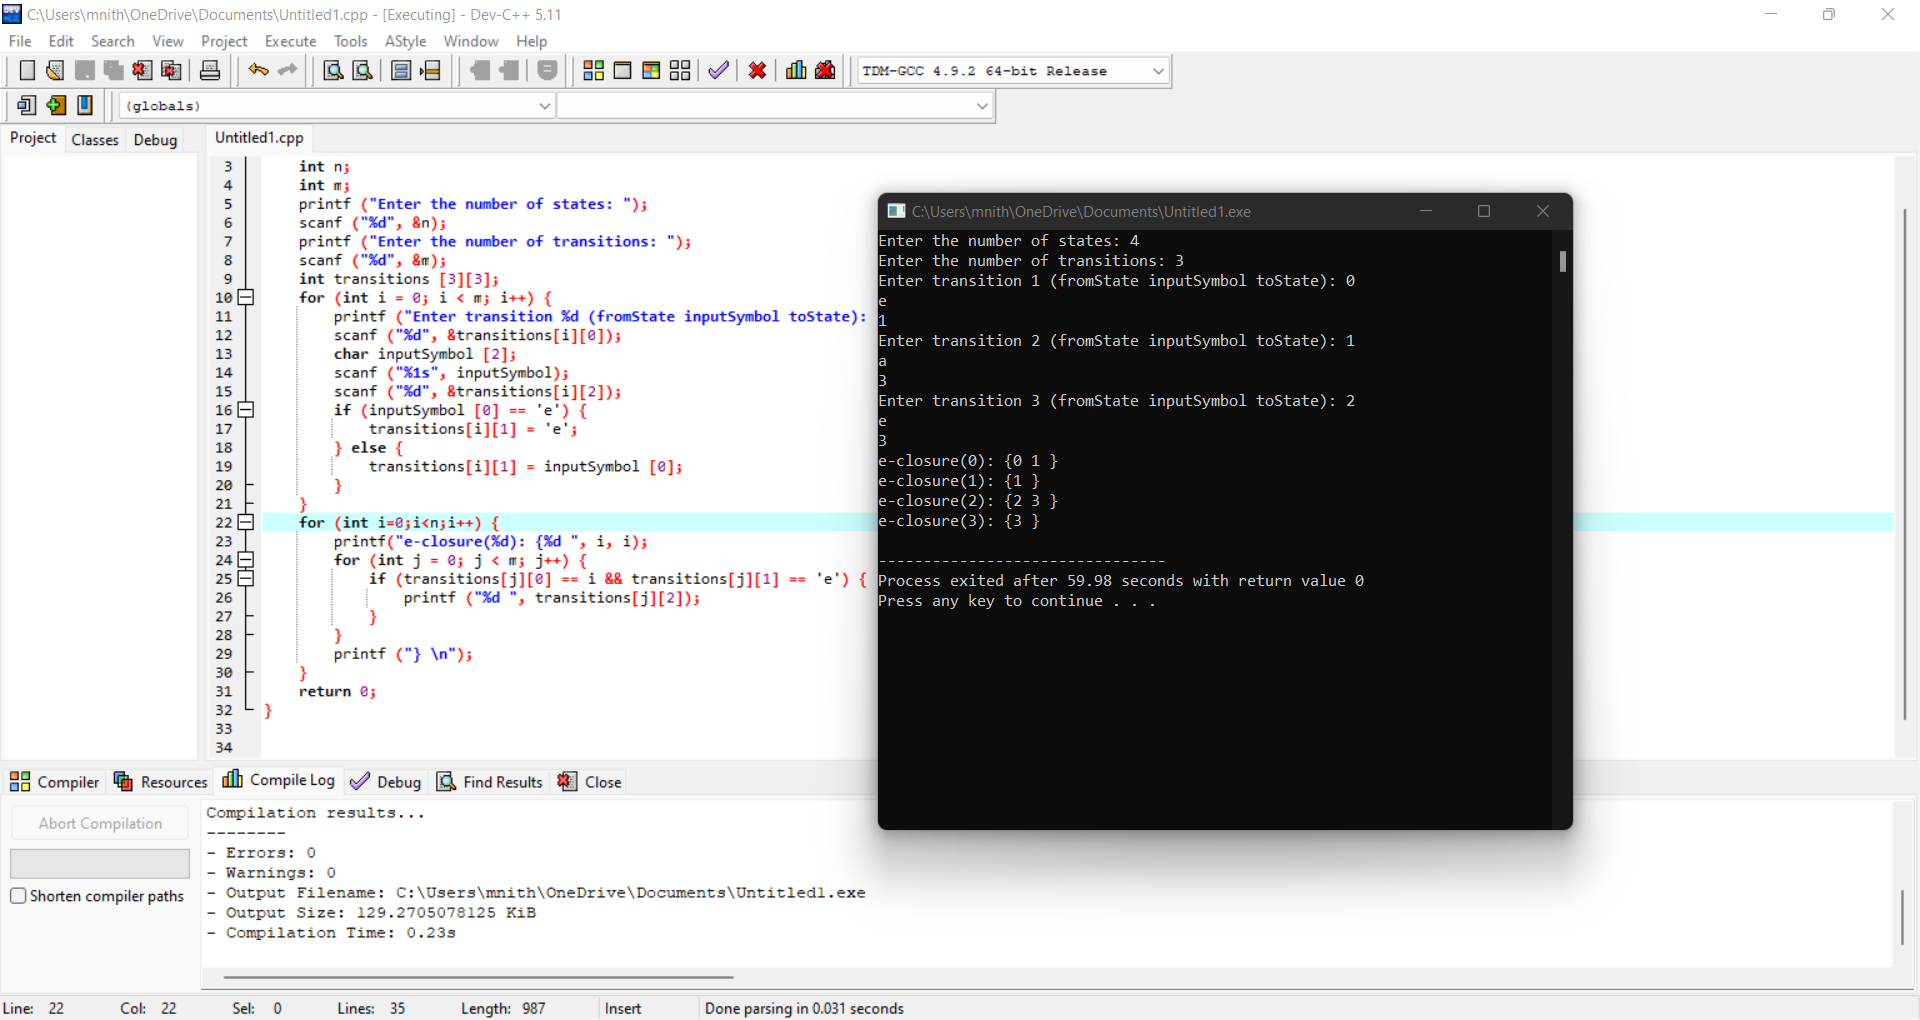 C:\Users\mnith\OneDrive\Documents\Untitled1.cpp - [Executing] - Dev-C++ 5.11
File Edit Search View Project Execute Tools AStyle Window Help
TDM-GCC 4.9.2 64-bit Release
(globals)
Project Classes Debug
Untitled1.cpp
3 int n;
4 int m;
5 printf ("Enter the number of states: ");
6 scanf ("%d", &n);
7 printf ("Enter the number of transitions: ");
8 scanf ("%d", &m);
9 int transitions [3][3];
10 for (int i = 0; i < m; i++) {
11 printf ("Enter transition %d (fromState inputSymbol toState):
12 scanf ("%d", &transitions[i][0]);
13 char inputSymbol [2];
14 scanf ("%1s", inputSymbol);
15 scanf ("%d", &transitions[i][2]);
16 if (inputSymbol [0] == 'e') {
17 transitions[i][1] = 'e';
18 } else {
19 transitions[i][1] = inputSymbol [0];
20 }
21 }
22 for (int i=0;i<n;i++) {
23 printf("e-closure(%d): {%d ", i, i);
24 for (int j = 0; j < m; j++) {
25 if (transitions[j][0] == i && transitions[j][1] == 'e') {
26 printf ("%d ", transitions[j][2]);
27 }
28 }
29 printf ("} \n");
30 }
31 return 0;
32 }
33
34
C:\Users\mnith\OneDrive\Documents\Untitled1.exe
Enter the number of states: 4
Enter the number of transitions: 3
Enter transition 1 (fromState inputSymbol toState): 0
e
1
Enter transition 2 (fromState inputSymbol toState): 1
a
3
Enter transition 3 (fromState inputSymbol toState): 2
e
3
e-closure(0): {0 1 }
e-closure(1): {1 }
e-closure(2): {2 3 }
e-closure(3): {3 }
--------------------------------
Process exited after 59.98 seconds with return value 0
Press any key to continue . . .
Compiler Resources Compile Log Debug Find Results Close
Abort Compilation
Shorten compiler paths
Compilation results...
--------
- Errors: 0
- Warnings: 0
- Output Filename: C:\Users\mnith\OneDrive\Documents\Untitled1.exe
- Output Size: 129.2705078125 KiB
- Compilation Time: 0.23s
Line: 22 Col: 22 Sel: 0 Lines: 35 Length: 987 Insert Done parsing in 0.031 seconds